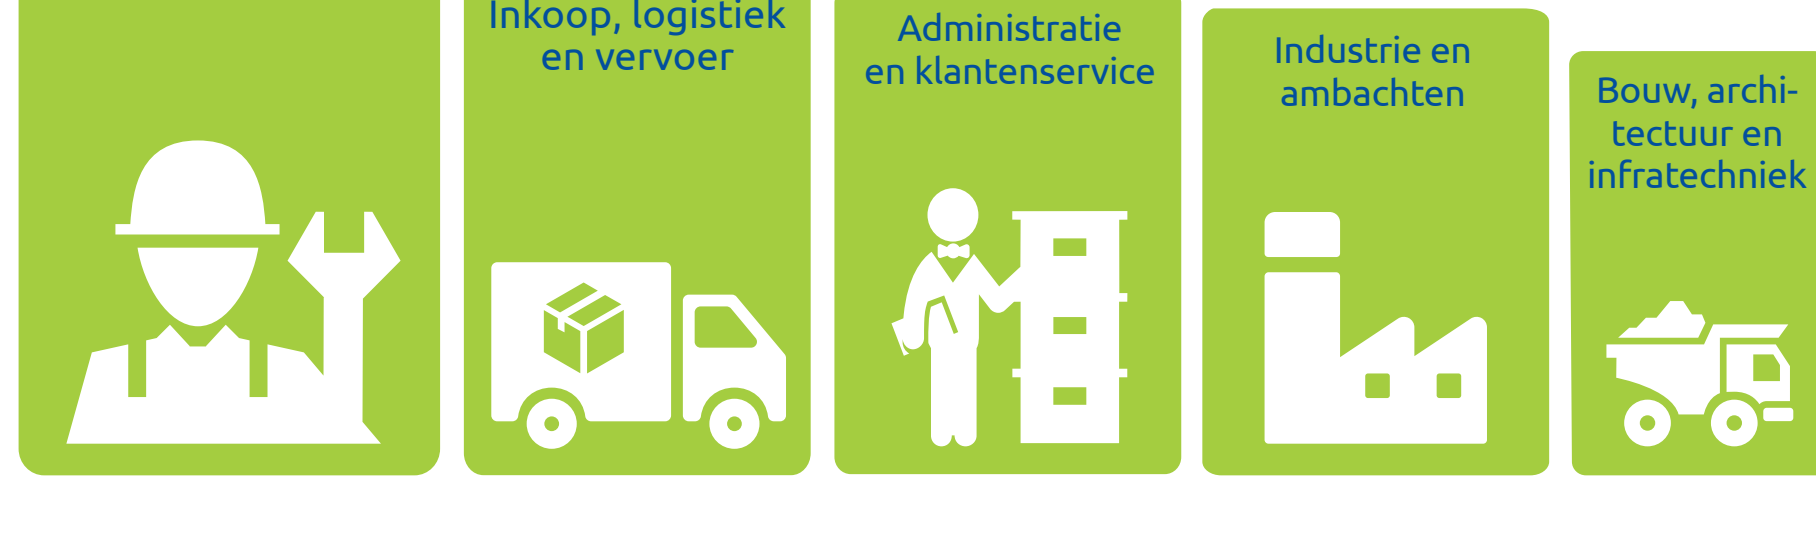 Inkoop, logistiek
en vervoer
Administratie
en klantenservice
Industrie en
ambachten
Bouw, archi-
tectuur en
infratechniek